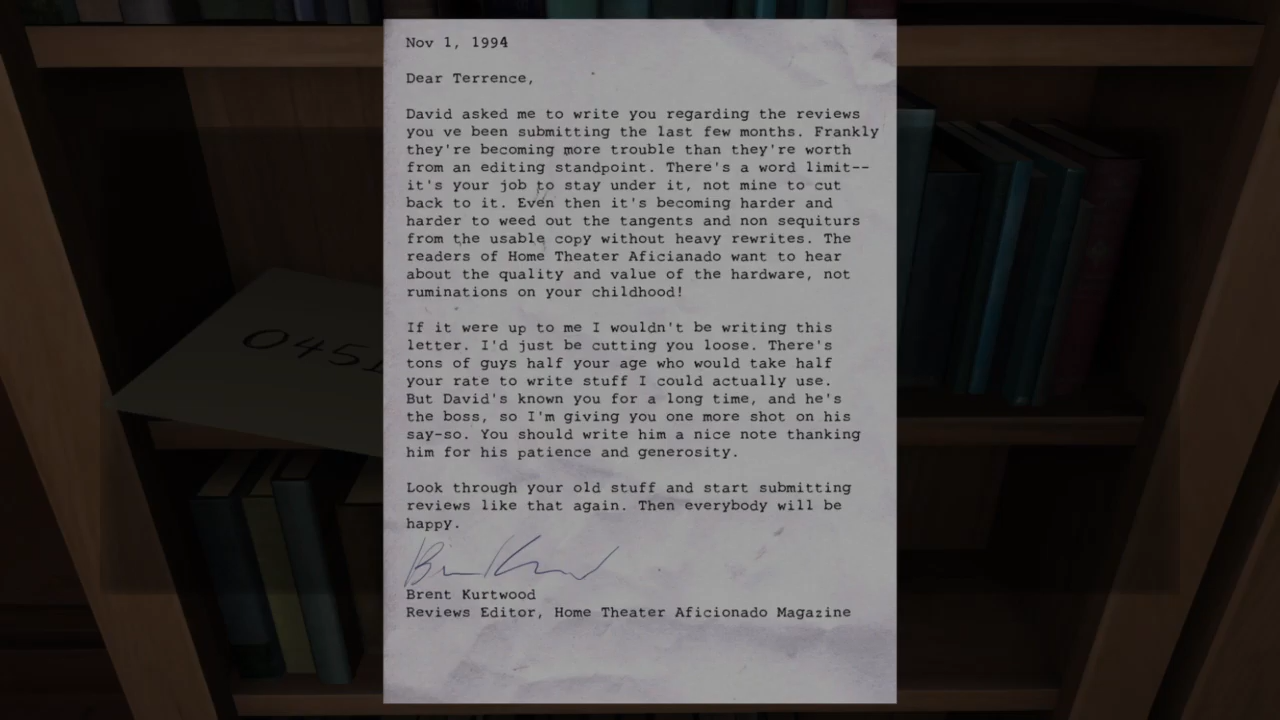 Nov 1, 1994
Dear Terrence,
David asked me to write you regarding the reviews
you ve been submitting the last few months. Frankly
they're becoming more trouble than they're worth
from an editing standpoint. There's a word limit--
it's your job to stay under it, not mine to cut
back to it. Even then it's becoming harder and
harder to weed out the tangents and non sequiturs
from the usable copy without heavy rewrites. The
readers of Home Theater Aficianado want to hear
about the quality and value of the hardware, not
ruminations on your childhood!
If it were up to me I wouldn't be writing this
letter. I'd just be cutting you loose. There's
tons of guys half your age who would take half
your rate to write stuff I could actually use.
But David's known you for a long time, and he's
the boss, so I'm giving you one more shot on his
say-so. You should write him a nice note thanking
him for his patience and generosity.
Look through your old stuff and start submitting
reviews like that again. Then everybody will be
happy.
Brent Kurtwood
Reviews Editor, Home Theater Aficionado Magazine
0451